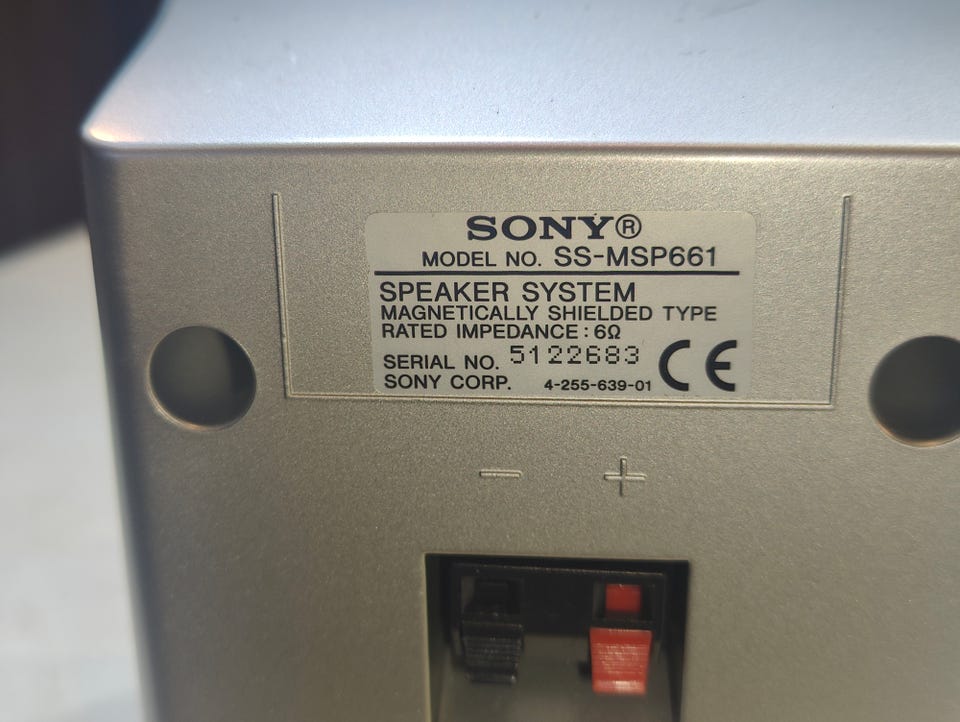 SONY®
MODEL NO. SS-MSP661
SPEAKER SYSTEM
MAGNETICALLY SHIELDED TYPE
RATED IMPEDANCE : 6Ω
SERIAL NO. 5122683
SONY CORP. 4-255-639-01 CE
− +